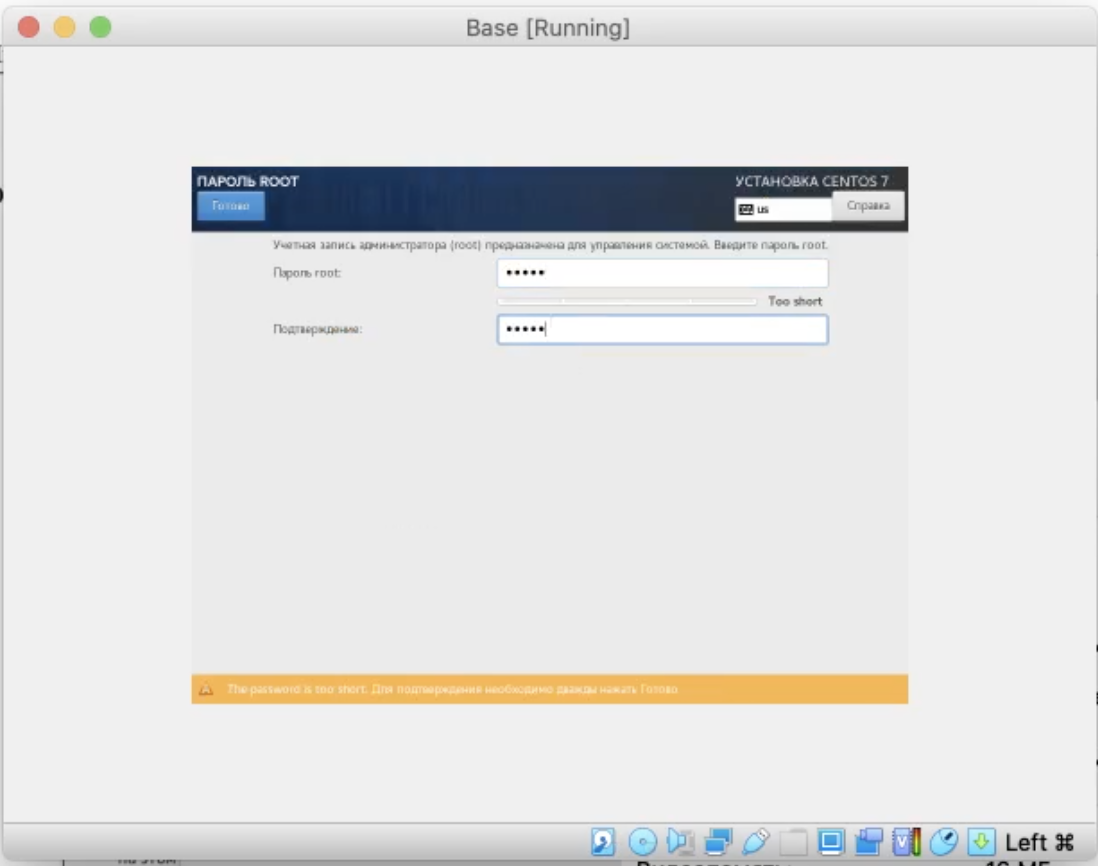 Base [Running]
ПАРОЛЬ ROOT
УСТАНОВКА CENTOS 7
Готово
us
Справка
Учетная запись администратора (root) предназначена для управления системой. Введите пароль root.
Пароль root:
•••••
Too short
Подтверждение:
•••••
The password is too short. Для подтверждения необходимо дважды нажать Готово
Left ⌘